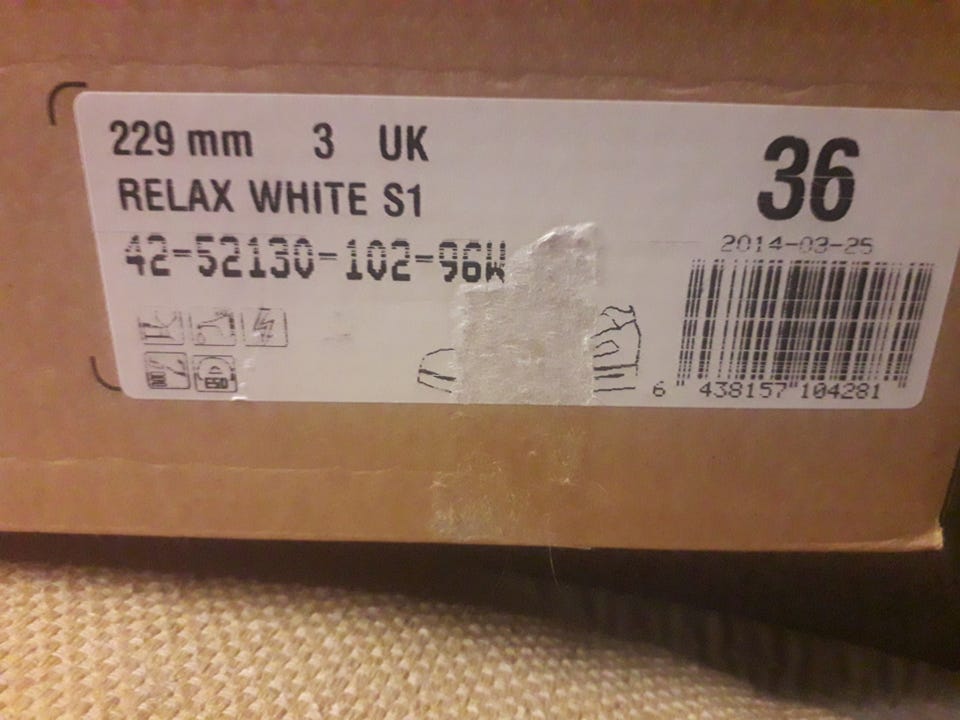 229 mm 3 UK
RELAX WHITE S1
42-52130-102-96W
36
2014-03-25
ESD
6 438157 104281